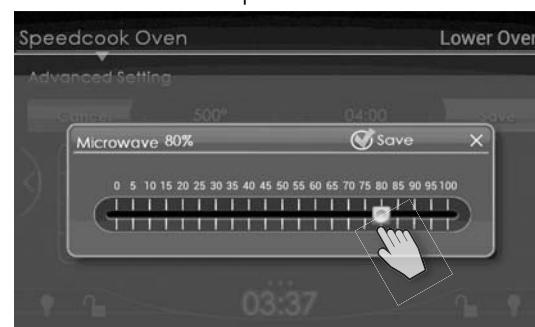 Speedcook Oven Lower Oven
Advanced Setting
Cancel 500° 04:00 Save
Microwave 80% Save ×
0 5 10 15 20 25 30 35 40 45 50 55 60 65 70 75 80 85 90 95 100
03:37